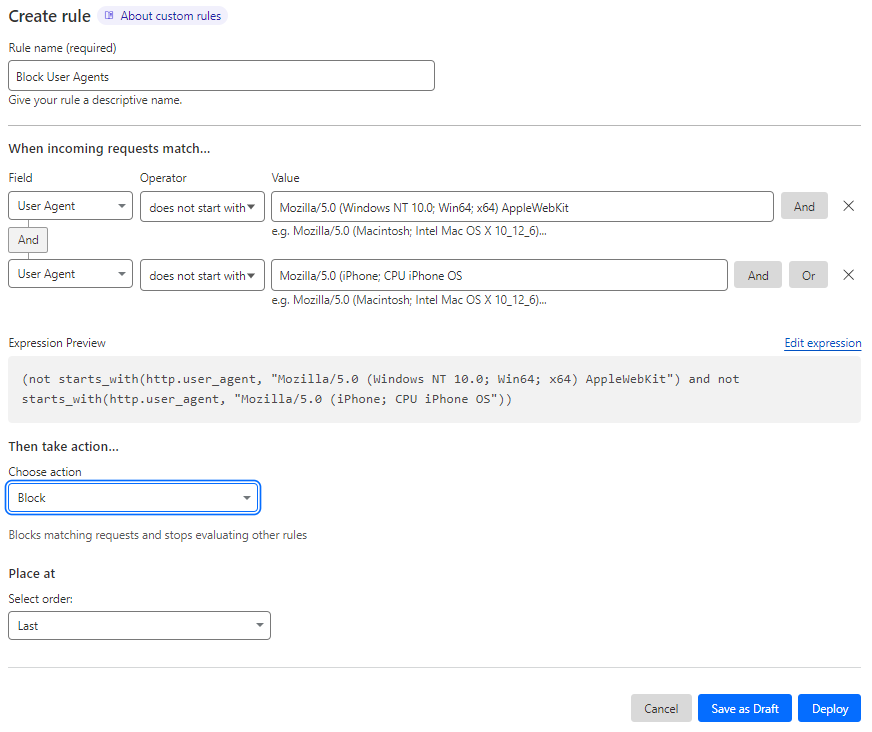 Create rule About custom rules
Rule name (required)
Block User Agents
Give your rule a descriptive name.
When incoming requests match...
Field Operator Value
User Agent does not start with Mozilla/5.0 (Windows NT 10.0; Win64; x64) AppleWebKit And
e.g. Mozilla/5.0 (Macintosh; Intel Mac OS X 10_12_6)...
And
User Agent does not start with Mozilla/5.0 (iPhone; CPU iPhone OS And Or
e.g. Mozilla/5.0 (Macintosh; Intel Mac OS X 10_12_6)...
Expression Preview Edit expression
(not starts_with(http.user_agent, "Mozilla/5.0 (Windows NT 10.0; Win64; x64) AppleWebKit") and not
starts_with(http.user_agent, "Mozilla/5.0 (iPhone; CPU iPhone OS"))
Then take action...
Choose action
Block
Blocks matching requests and stops evaluating other rules
Place at
Select order:
Last
Cancel Save as Draft Deploy